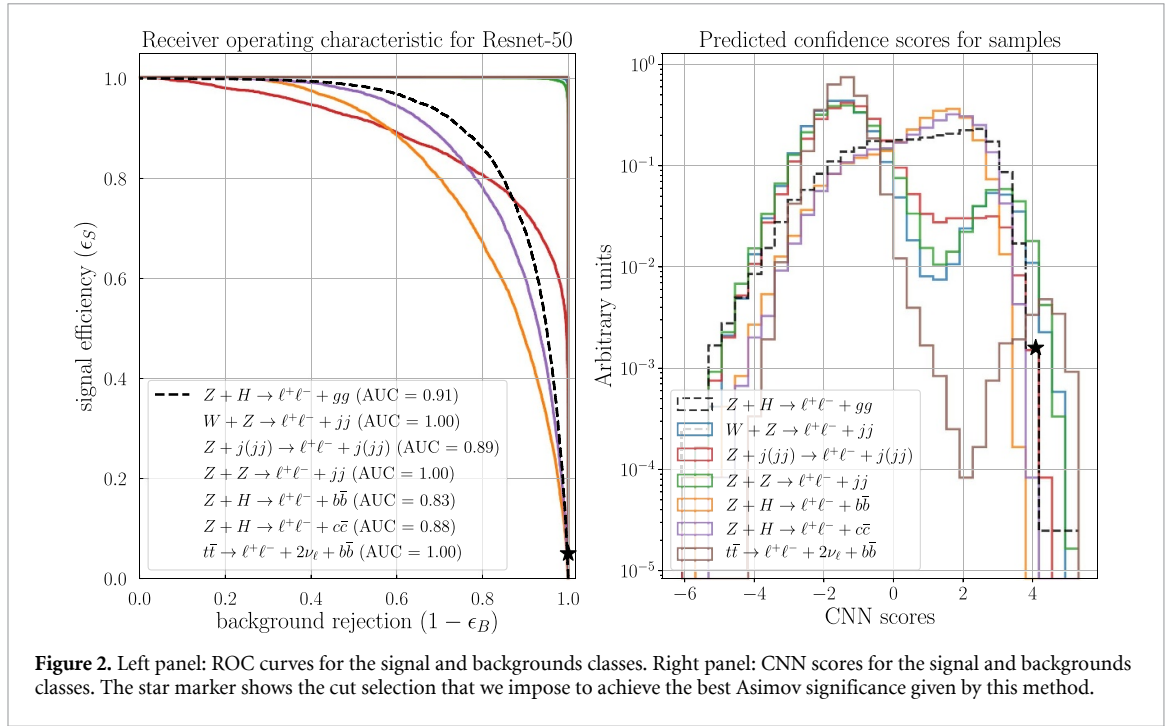 Receiver operating characteristic for Resnet-50
1.0
0.8
0.6
0.4
0.2
0.0
signal efficiency (ϵ_S)
Z + H → ℓ⁺ℓ⁻ + gg (AUC = 0.91)
W + Z → ℓ⁺ℓ⁻ + jj (AUC = 1.00)
Z + j(jj) → ℓ⁺ℓ⁻ + j(jj) (AUC = 0.89)
Z + Z → ℓ⁺ℓ⁻ + jj (AUC = 1.00)
Z + H → ℓ⁺ℓ⁻ + bb̄ (AUC = 0.83)
Z + H → ℓ⁺ℓ⁻ + cc̄ (AUC = 0.88)
tt̄ → ℓ⁺ℓ⁻ + 2ν_ℓ + bb̄ (AUC = 1.00)
0.0 0.2 0.4 0.6 0.8 1.0
background rejection (1 − ϵ_B)
Predicted confidence scores for samples
10⁰
10⁻¹
10⁻²
10⁻³
10⁻⁴
10⁻⁵
Arbitrary units
Z + H → ℓ⁺ℓ⁻ + gg
W + Z → ℓ⁺ℓ⁻ + jj
Z + j(jj) → ℓ⁺ℓ⁻ + j(jj)
Z + Z → ℓ⁺ℓ⁻ + jj
Z + H → ℓ⁺ℓ⁻ + bb̄
Z + H → ℓ⁺ℓ⁻ + cc̄
tt̄ → ℓ⁺ℓ⁻ + 2ν_ℓ + bb̄
−6 −4 −2 0 2 4
CNN scores
Figure 2. Left panel: ROC curves for the signal and backgrounds classes. Right panel: CNN scores for the signal and backgrounds
classes. The star marker shows the cut selection that we impose to achieve the best Asimov significance given by this method.